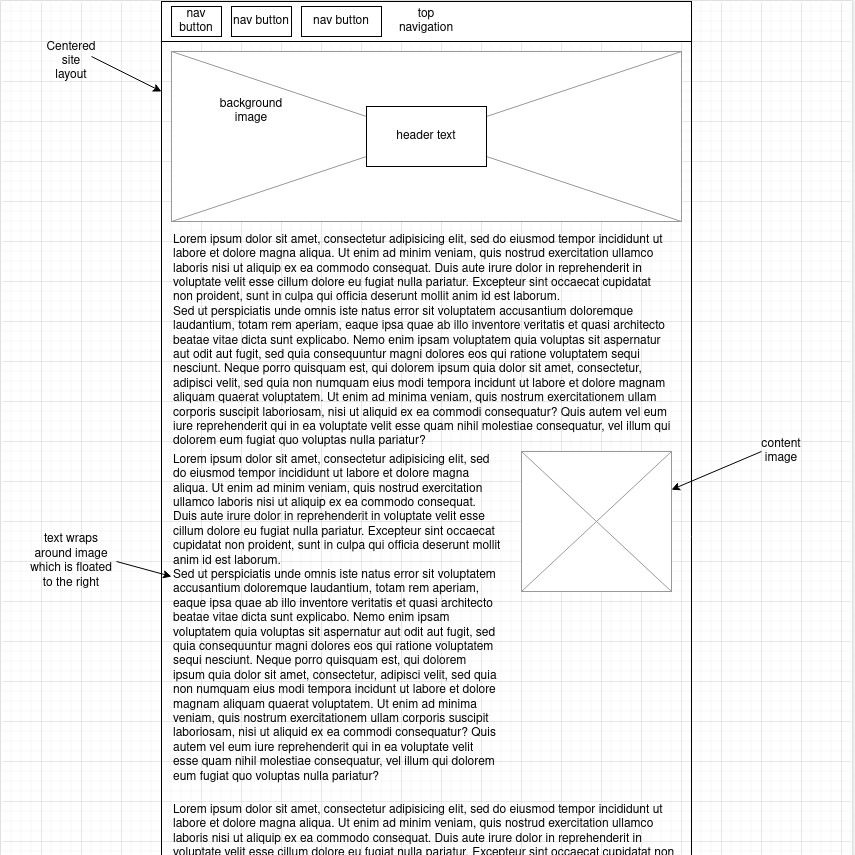 nav
button
nav button
nav button
top
navigation
Centered
site
layout
background
image
header text
Lorem ipsum dolor sit amet, consectetur adipisicing elit, sed do eiusmod tempor incididunt ut
labore et dolore magna aliqua. Ut enim ad minim veniam, quis nostrud exercitation ullamco
laboris nisi ut aliquip ex ea commodo consequat. Duis aute irure dolor in reprehenderit in
voluptate velit esse cillum dolore eu fugiat nulla pariatur. Excepteur sint occaecat cupidatat
non proident, sunt in culpa qui officia deserunt mollit anim id est laborum.
Sed ut perspiciatis unde omnis iste natus error sit voluptatem accusantium doloremque
laudantium, totam rem aperiam, eaque ipsa quae ab illo inventore veritatis et quasi architecto
beatae vitae dicta sunt explicabo. Nemo enim ipsam voluptatem quia voluptas sit aspernatur
aut odit aut fugit, sed quia consequuntur magni dolores eos qui ratione voluptatem sequi
nesciunt. Neque porro quisquam est, qui dolorem ipsum quia dolor sit amet, consectetur,
adipisci velit, sed quia non numquam eius modi tempora incidunt ut labore et dolore magnam
aliquam quaerat voluptatem. Ut enim ad minima veniam, quis nostrum exercitationem ullam
corporis suscipit laboriosam, nisi ut aliquid ex ea commodi consequatur? Quis autem vel eum
iure reprehenderit qui in ea voluptate velit esse quam nihil molestiae consequatur, vel illum qui
dolorem eum fugiat quo voluptas nulla pariatur?
content
image
Lorem ipsum dolor sit amet, consectetur adipisicing elit, sed
do eiusmod tempor incididunt ut labore et dolore magna
aliqua. Ut enim ad minim veniam, quis nostrud exercitation
ullamco laboris nisi ut aliquip ex ea commodo consequat.
Duis aute irure dolor in reprehenderit in voluptate velit esse
cillum dolore eu fugiat nulla pariatur. Excepteur sint occaecat
cupidatat non proident, sunt in culpa qui officia deserunt mollit
anim id est laborum.
text wraps
around image
which is floated
to the right
Sed ut perspiciatis unde omnis iste natus error sit voluptatem
accusantium doloremque laudantium, totam rem aperiam,
eaque ipsa quae ab illo inventore veritatis et quasi architecto
beatae vitae dicta sunt explicabo. Nemo enim ipsam
voluptatem quia voluptas sit aspernatur aut odit aut fugit, sed
quia consequuntur magni dolores eos qui ratione voluptatem
sequi nesciunt. Neque porro quisquam est, qui dolorem
ipsum quia dolor sit amet, consectetur, adipisci velit, sed quia
non numquam eius modi tempora incidunt ut labore et dolore
magnam aliquam quaerat voluptatem. Ut enim ad minima
veniam, quis nostrum exercitationem ullam corporis suscipit
laboriosam, nisi ut aliquid ex ea commodi consequatur? Quis
autem vel eum iure reprehenderit qui in ea voluptate velit
esse quam nihil molestiae consequatur, vel illum qui dolorem
eum fugiat quo voluptas nulla pariatur?
Lorem ipsum dolor sit amet, consectetur adipisicing elit, sed do eiusmod tempor incididunt ut
labore et dolore magna aliqua. Ut enim ad minim veniam, quis nostrud exercitation ullamco
laboris nisi ut aliquip ex ea commodo consequat. Duis aute irure dolor in reprehenderit in
voluptate velit esse cillum dolore eu fugiat nulla pariatur. Excepteur sint occaecat cupidatat non